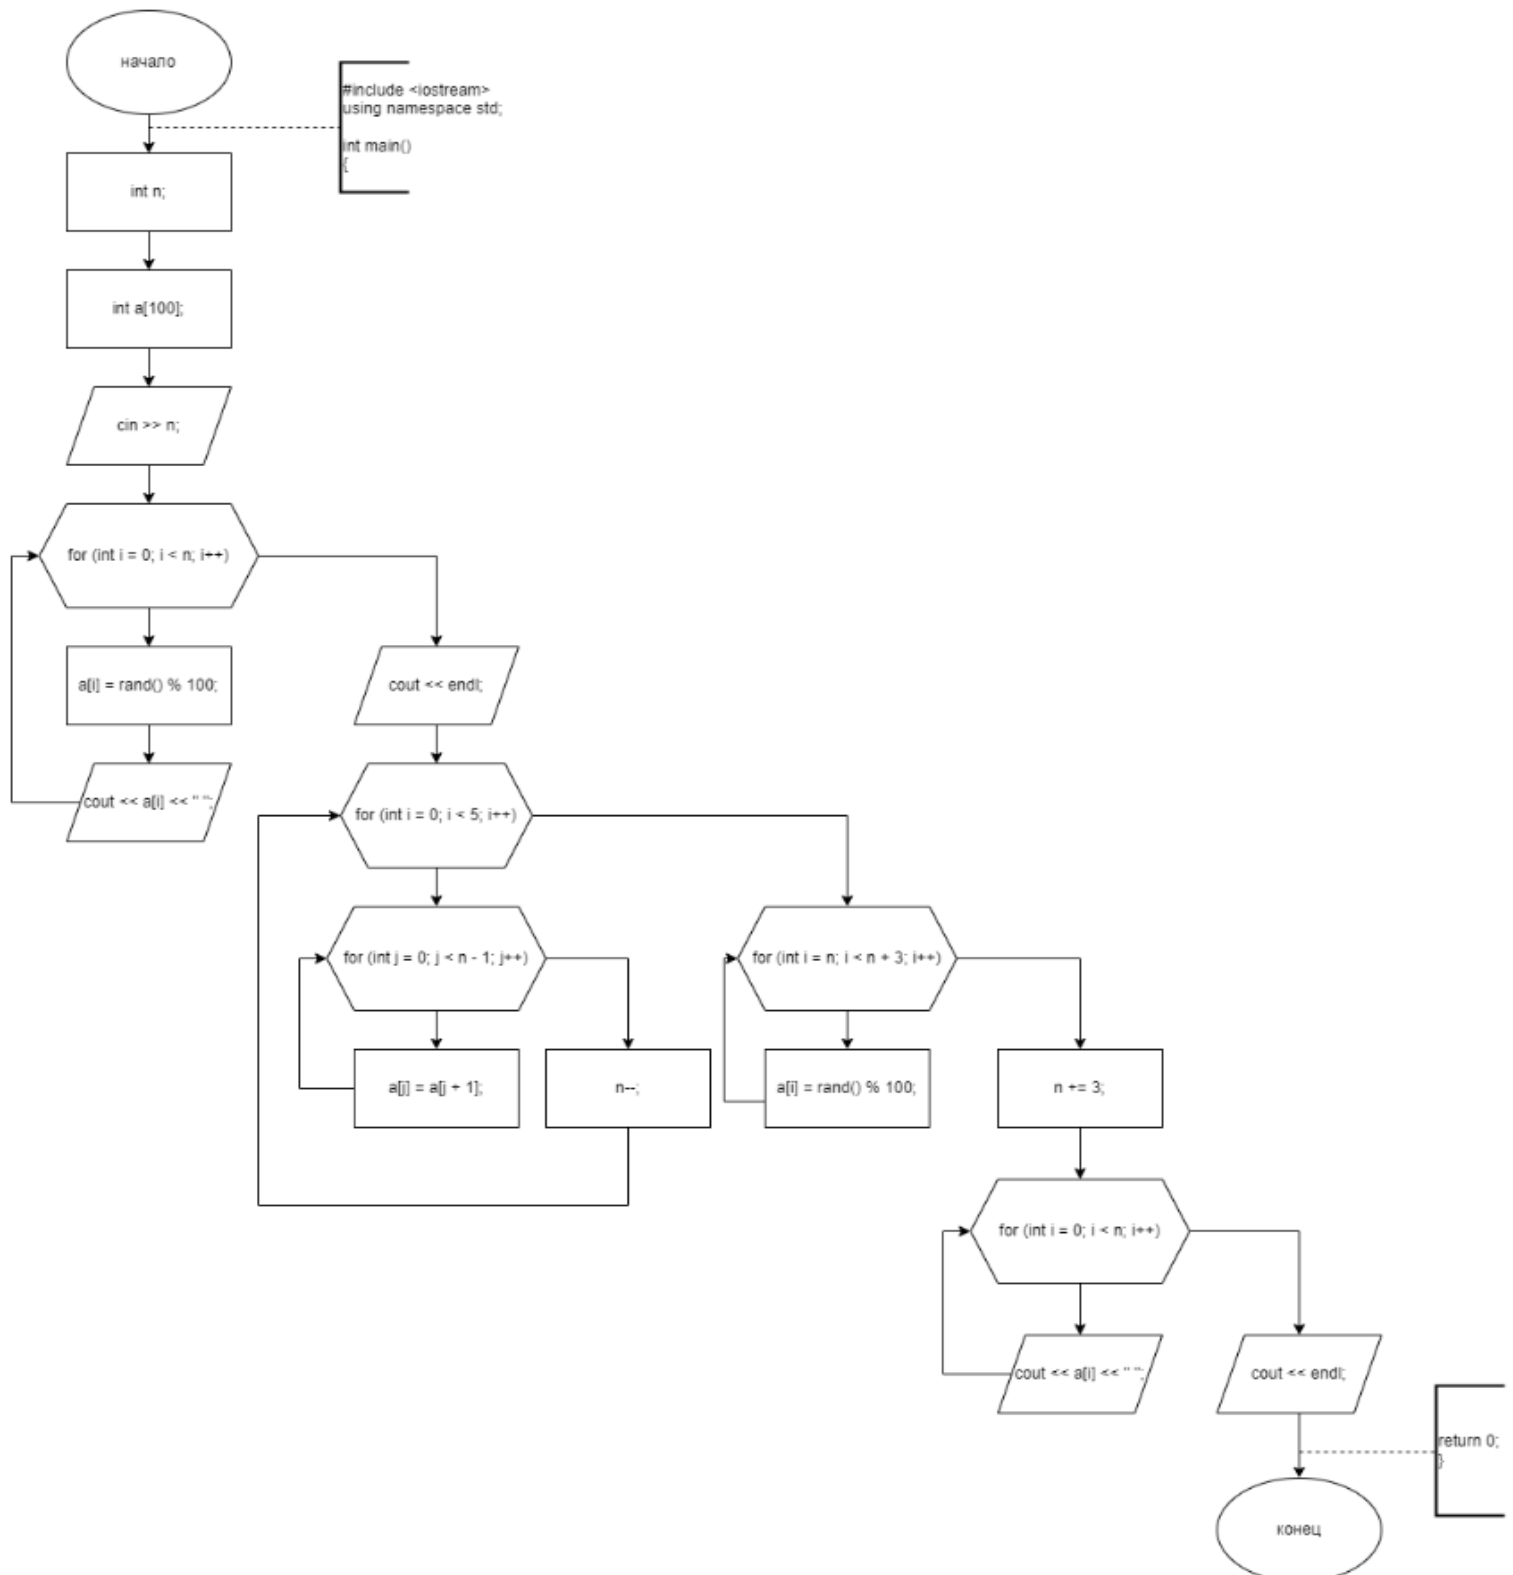 начало
#include <iostream>
using namespace std;
int main()
{
int n;
int a[100];
cin >> n;
for (int i = 0; i < n; i++)
a[i] = rand() % 100;
cout << a[i] << " ";
cout << endl;
for (int i = 0; i < 5; i++)
for (int j = 0; j < n - 1; j++)
a[j] = a[j + 1];
n--;
for (int i = n; i < n + 3; i++)
a[i] = rand() % 100;
n += 3;
for (int i = 0; i < n; i++)
cout << a[i] << " ";
cout << endl;
return 0;
}
конец